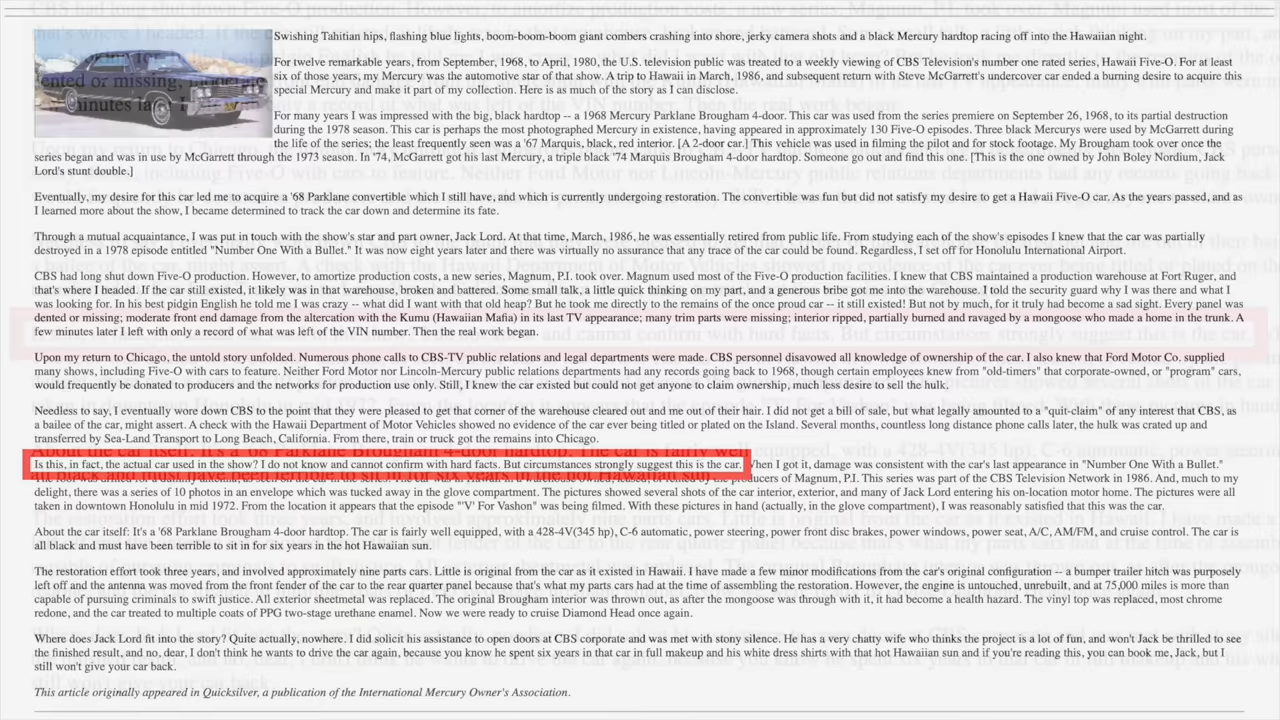 Swishing Tahitian hips, flashing blue lights, boom-boom-boom giant combers crashing into shore, jerky camera shots and a black Mercury hardtop racing off into the Hawaiian night.
For twelve remarkable years, from September, 1968, to April, 1980, the U.S. television public was treated to a weekly viewing of CBS Television's number one rated series, Hawaii Five-O. For at least
six of those years, my Mercury was the automotive star of that show. A trip to Hawaii in March, 1986, and subsequent return with Steve McGarrett's undercover car ended a burning desire to acquire this
special Mercury and make it part of my collection. Here is as much of the story as I can disclose.
For many years I was impressed with the big, black hardtop -- a 1968 Mercury Parklane Brougham 4-door. This car was used from the series premiere on September 26, 1968, to its partial destruction
during the 1978 season. This car is perhaps the most photographed Mercury in existence, having appeared in approximately 130 Five-O episodes. Three black Mercurys were used by McGarrett during
the life of the series; the least frequently seen was a '67 Marquis, black, red interior. [A 2-door car.] This vehicle was used in filming the pilot and for stock footage. My Brougham took over once the
series began and was in use by McGarrett through the 1973 season. In '74, McGarrett got his last Mercury, a triple black '74 Marquis Brougham 4-door hardtop. Someone go out and find this one. [This is the one owned by John Boley Nordium, Jack
Lord's stunt double.]
Eventually, my desire for this car led me to acquire a '68 Parklane convertible which I still have, and which is currently undergoing restoration. The convertible was fun but did not satisfy my desire to get a Hawaii Five-O car. As the years passed, and as
I learned more about the show, I became determined to track the car down and determine its fate.
Through a mutual acquaintance, I was put in touch with the show's star and part owner, Jack Lord. At that time, March, 1986, he was essentially retired from public life. From studying each of the show's episodes I knew that the car was partially
destroyed in a 1978 episode entitled "Number One With a Bullet." It was now eight years later and there was virtually no assurance that any trace of the car could be found. Regardless, I set off for Honolulu International Airport.
CBS had long shut down Five-O production. However, to amortize production costs, a new series, Magnum, P.I. took over. Magnum used most of the Five-O production facilities. I knew that CBS maintained a production warehouse at Fort Ruger, and
that's where I headed. If the car still existed, it likely was in that warehouse, broken and battered. Some small talk, a little quick thinking on my part, and a generous bribe got me into the warehouse. I told the security guard why I was there and what I
was looking for. In his best pidgin English he told me I was crazy -- what did I want with that old heap? But he took me directly to the remains of the once proud car -- it still existed! But not by much, for it truly had become a sad sight. Every panel was
dented or missing; moderate front end damage from the altercation with the Kumu (Hawaiian Mafia) in its last TV appearance; many trim parts were missing; interior ripped, partially burned and ravaged by a mongoose who made a home in the trunk. A
few minutes later I left with only a record of what was left of the VIN number. Then the real work began.
Upon my return to Chicago, the untold story unfolded. Numerous phone calls to CBS-TV public relations and legal departments were made. CBS personnel disavowed all knowledge of ownership of the car. I also knew that Ford Motor Co. supplied
many shows, including Five-O with cars to feature. Neither Ford Motor nor Lincoln-Mercury public relations departments had any records going back to 1968, though certain employees knew from "old-timers" that corporate-owned, or "program" cars,
would frequently be donated to producers and the networks for production use only. Still, I knew the car existed but could not get anyone to claim ownership, much less desire to sell the hulk.
Needless to say, I eventually wore down CBS to the point that they were pleased to get that corner of the warehouse cleared out and me out of their hair. I did not get a bill of sale, but what legally amounted to a "quit-claim" of any interest that CBS, as
a bailee of the car, might assert. A check with the Hawaii Department of Motor Vehicles showed no evidence of the car ever being titled or plated on the Island. Several months, countless long distance phone calls later, the hulk was crated up and
transferred by Sea-Land Transport to Long Beach, California. From there, train or truck got the remains into Chicago.
Is this, in fact, the actual car used in the show? I do not know and cannot confirm with hard facts. But circumstances strongly suggest this is the car. When I got it, damage was consistent with the car's last appearance in "Number One With a Bullet."
producers of Magnum, P.I. This series was part of the CBS Television Network in 1986. And, much to my
delight, there was a series of 10 photos in an envelope which was tucked away in the glove compartment. The pictures showed several shots of the car interior, exterior, and many of Jack Lord entering his on-location motor home. The pictures were all
taken in downtown Honolulu in mid 1972. From the location it appears that the episode "'V' For Vashon" was being filmed. With these pictures in hand (actually, in the glove compartment), I was reasonably satisfied that this was the car.
About the car itself: It's a '68 Parklane Brougham 4-door hardtop. The car is fairly well equipped, with a 428-4V(345 hp), C-6 automatic, power steering, power front disc brakes, power windows, power seat, A/C, AM/FM, and cruise control. The car is
all black and must have been terrible to sit in for six years in the hot Hawaiian sun.
The restoration effort took three years, and involved approximately nine parts cars. Little is original from the car as it existed in Hawaii. I have made a few minor deviations from the car's original configuration -- a bumper trailer hitch was purposely
left off and the antenna was moved from the front fender of the car to the rear quarter panel because that's what my parts cars had at the time of assembling the restoration. However, the engine is untouched, unrebuilt, and at 75,000 miles is more than
capable of pursuing criminals to swift justice. All exterior sheetmetal was replaced. The original Brougham interior was thrown out, as after the mongoose was through with it, it had become a health hazard. The vinyl top was replaced, most chrome
redone, and the car treated to multiple coats of PPG two-stage urethane enamel. Now we were ready to cruise Diamond Head once again.
Where does Jack Lord fit into the story? Quite actually, nowhere. I did solicit his assistance to open doors at CBS corporate and was met with stony silence. He has a very chatty wife who thinks the project is a lot of fun, and won't Jack be thrilled to see
the finished result, and no, dear, I don't think he wants to drive the car again, because you know he spent six years in that car in full makeup and his white dress shirts with that hot Hawaiian sun and if you're reading this, you can book me, Jack, but I
still won't give your car back.
This article originally appeared in Quicksilver, a publication of the International Mercury Owner's Association.